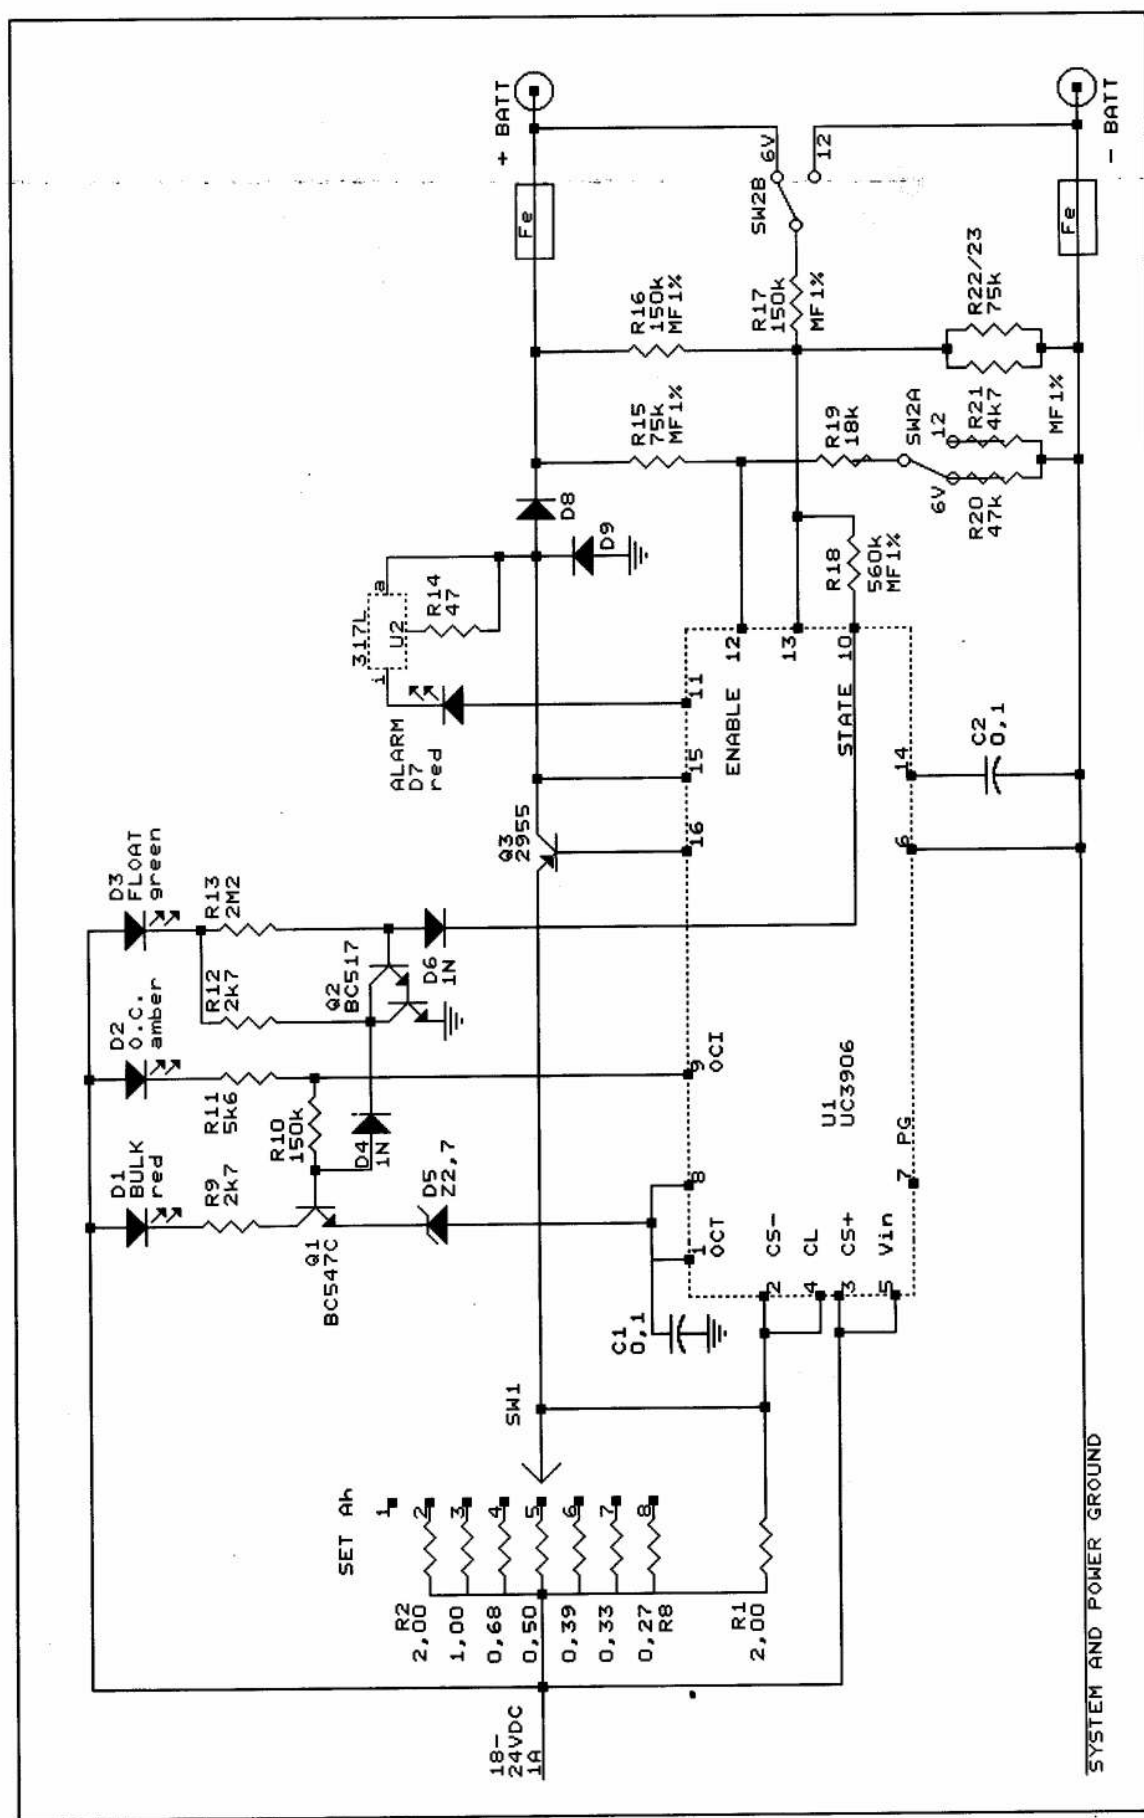 18-
24VDC
1A
SET Ah
R2
2,00
1,00
0,68
0,50
0,39
0,33
0,27
R8
1
2
3
4
5
6
7
8
R1
2,00
SW1
D1
BULK
red
R9
2k7
Q1
BC547C
R10
150k
D4
1N
D5
Z2,7
D2
O.C.
amber
R11
5k6
D3
FLOAT
green
R12
2k7
R13
2M2
Q2
BC517
D6
1N
C1
0,1
Q3
2955
ALARM
D7
red
317L
i
a
U2
R14
47
D8
D9
Fe
+ BATT
1
OCT
8
9
OCI
16
15
11
ENABLE
12
13
STATE
10
2
CS-
4
CL
3
CS+
5
Vin
U1
UC3906
7
PG
6
14
C2
0,1
R15
75k
MF1%
R16
150k
MF1%
R17
150k
MF1%
SW2B
6V
12
R18
560k
MF1%
R19
18k
SW2A
6V
12
R20
47k
R21
4k7
MF1%
R22/23
75k
Fe
- BATT
SYSTEM AND POWER GROUND